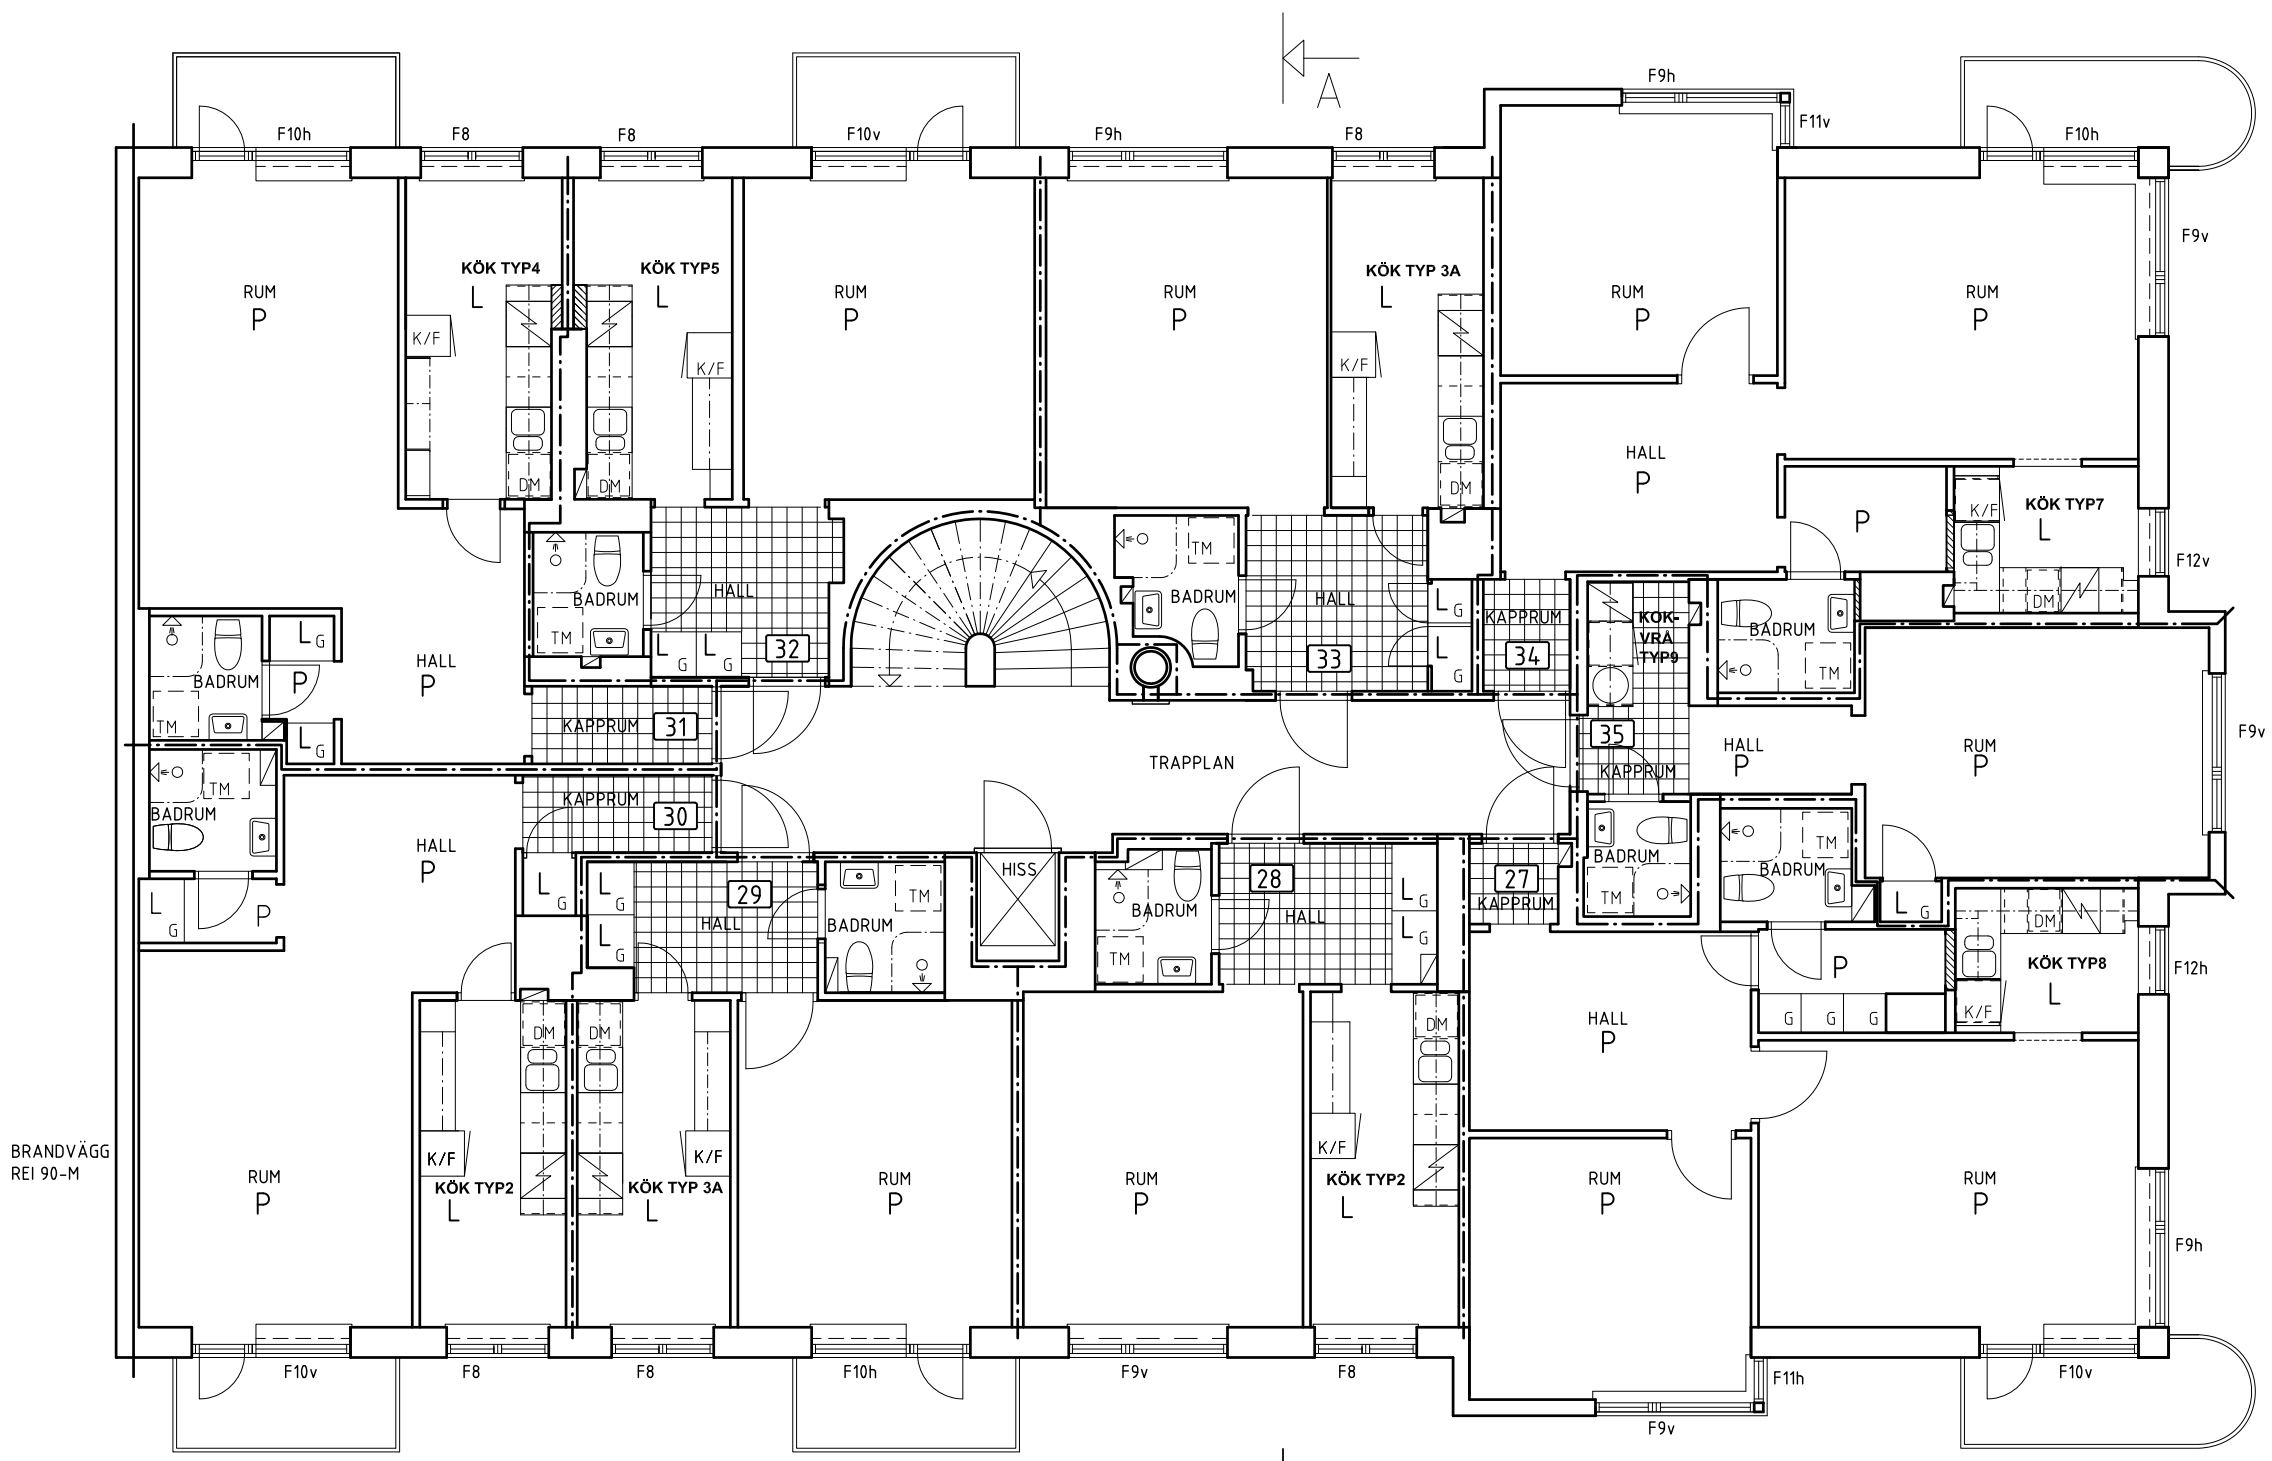 A
F9h
F10h
F8
F8
F10v
F9h
F8
F11v
F10h
F9v
KÖK TYP4
L
KÖK TYP5
L
KÖK TYP 3A
L
RUM
P
RUM
P
RUM
P
RUM
P
RUM
P
K/F
K/F
K/F
HALL
P
DM
DM
DM
K/F
KÖK TYP7
L
P
F12v
TM
DM
BADRUM
TM
HALL
BADRUM
HALL
L G
L G
KAPPRUM
34
KÖK-
VRÅ
TYP9
BADRUM
TM
L G
L G
L G
32
33
BADRUM
TM
P
L G
HALL
P
KAPPRUM
31
35
KAPPRUM
HALL
P
RUM
P
F9v
TRAPPLAN
TM
BADRUM
KAPPRUM
30
HALL
P
HISS
BADRUM
TM
TM
BADRUM
L G
P
L G
L G
L G
29
HALL
TM
BADRUM
BADRUM
TM
28
HALL
L G
L G
27
KAPPRUM
L G
DM
KÖK TYP8
L
K/F
F12h
P
G
G
G
HALL
P
DM
DM
DM
BRANDVÄGG
REI 90-M
K/F
K/F
K/F
RUM
P
KÖK TYP2
L
KÖK TYP 3A
L
RUM
P
RUM
P
KÖK TYP2
L
RUM
P
RUM
P
F9h
F10v
F8
F8
F10h
F9v
F8
F11h
F10v
F9v